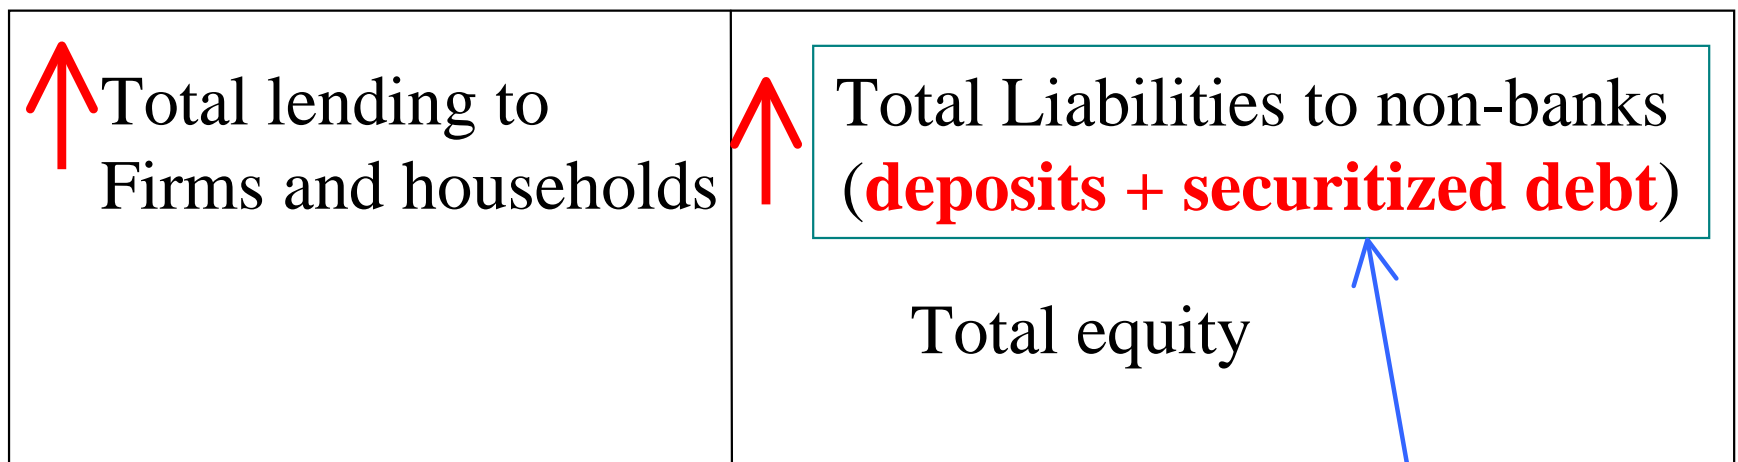 Total lending to
Firms and households
Total Liabilities to non-banks
(deposits + securitized debt)
Total equity